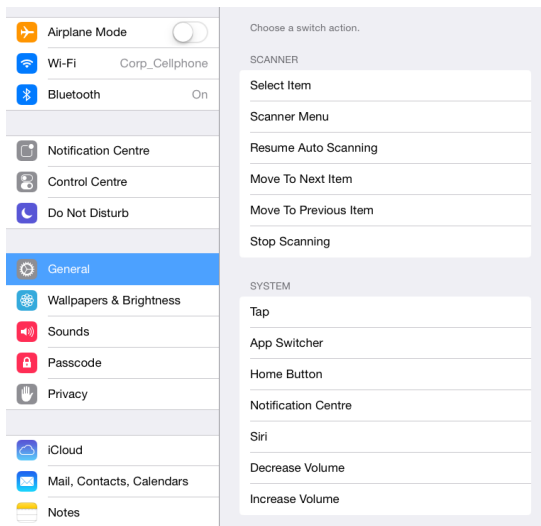 Airplane Mode
Wi-Fi Corp_Cellphone
Bluetooth On
Notification Centre
Control Centre
Do Not Disturb
General
Wallpapers & Brightness
Sounds
Passcode
Privacy
iCloud
Mail, Contacts, Calendars
Notes
Choose a switch action.
SCANNER
Select Item
Scanner Menu
Resume Auto Scanning
Move To Next Item
Move To Previous Item
Stop Scanning
SYSTEM
Tap
App Switcher
Home Button
Notification Centre
Siri
Decrease Volume
Increase Volume